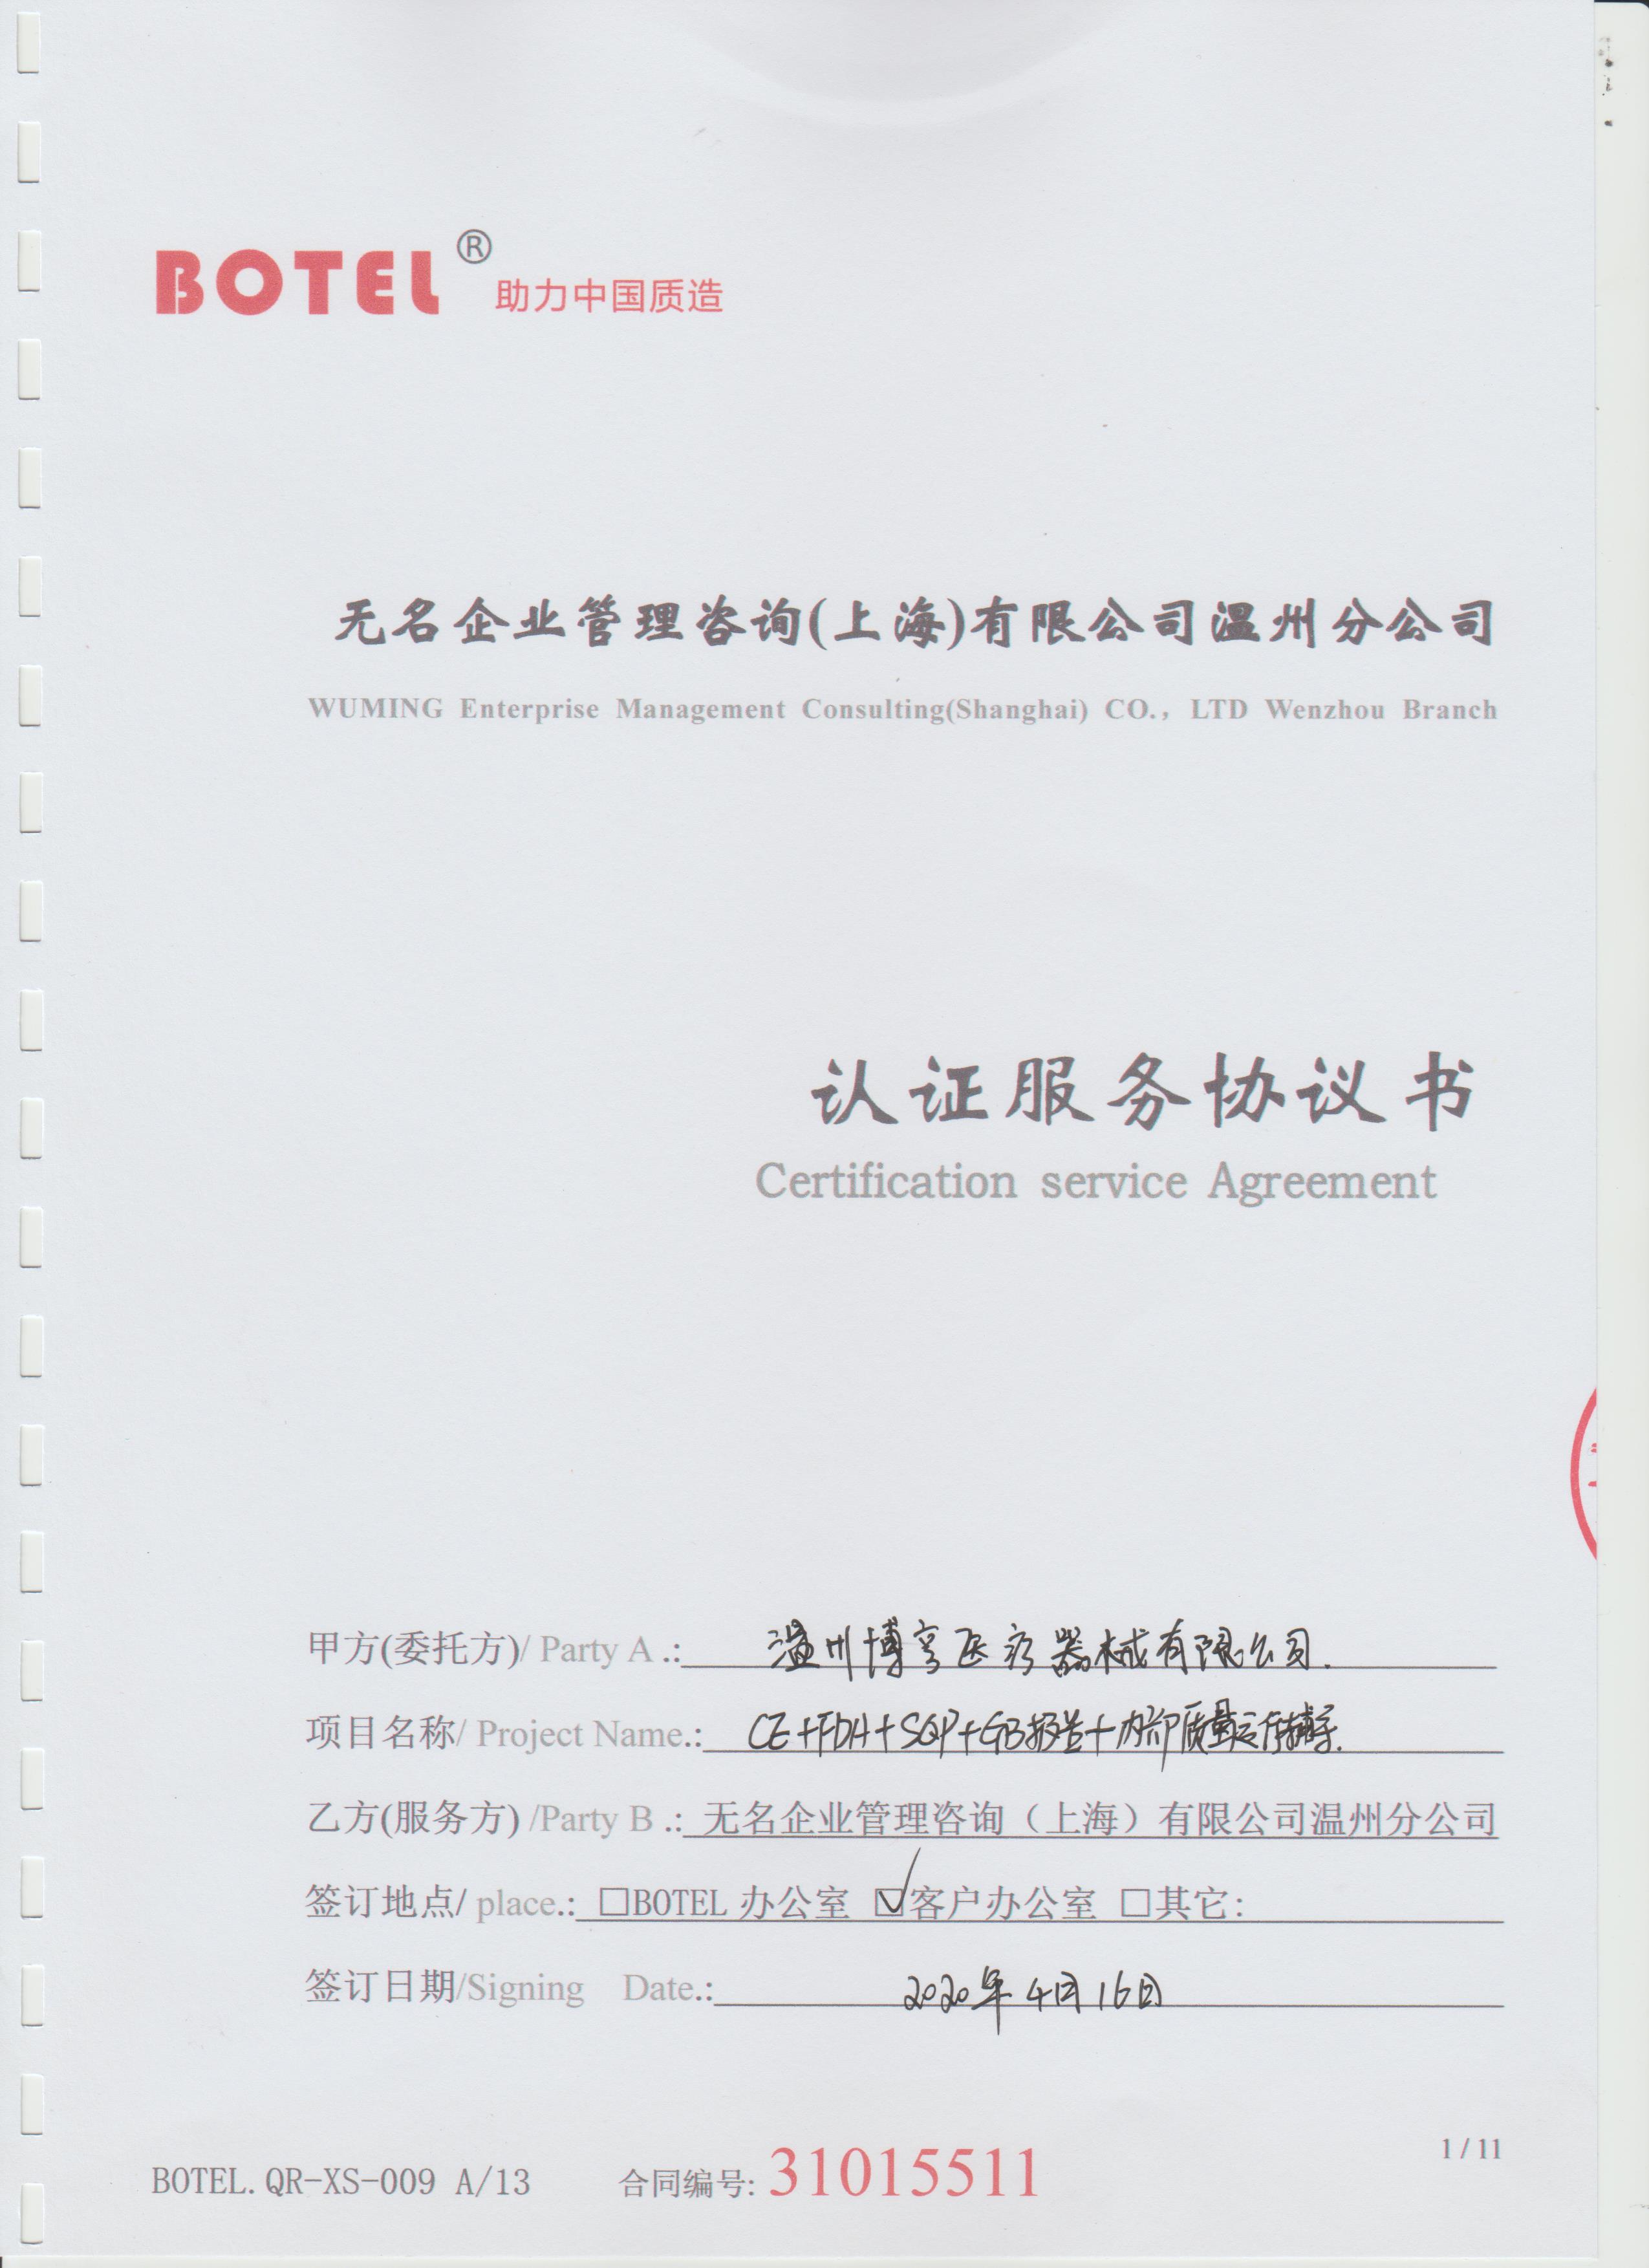 BOTEL® 助力中国质造
无名企业管理咨询(上海)有限公司温州分公司
WUMING Enterprise Management Consulting(Shanghai) CO., LTD Wenzhou Branch
认证服务协议书
Certification service Agreement
甲方(委托方)/ Party A .: 温州博亨医疗器械有限公司.
项目名称/ Project Name.: CE+FDA+SQP+GB报告+内部质量运行辅导.
乙方(服务方) /Party B .: 无名企业管理咨询（上海）有限公司温州分公司
签订地点/ place.: □BOTEL 办公室 ☑客户办公室 □其它:
签订日期/Signing Date.: 2020年4月16日
1 / 11
BOTEL.QR-XS-009 A/13 合同编号: 31015511